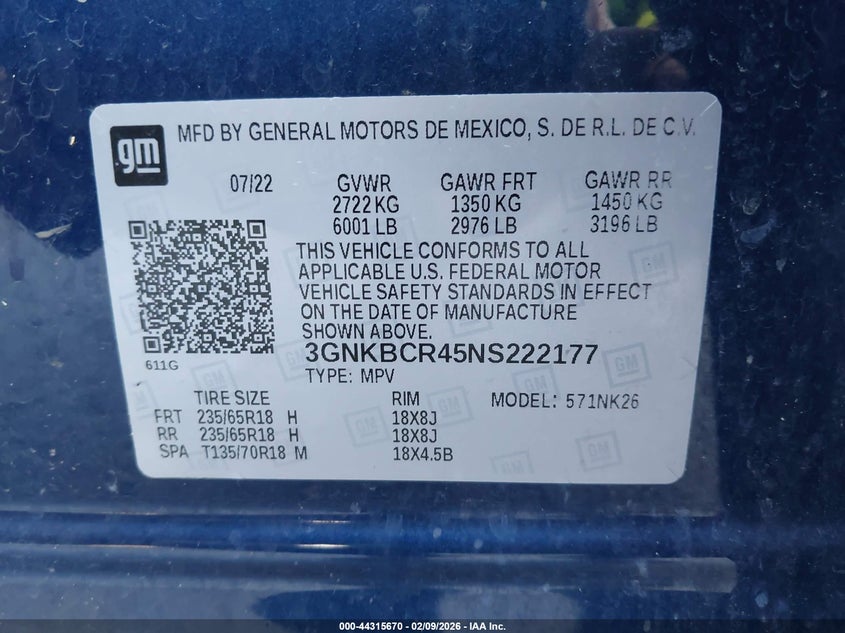 gm MFD BY GENERAL MOTORS DE MEXICO, S. DE R.L. DE C.V.
07/22 GVWR GAWR FRT GAWR RR
2722 KG 1350 KG 1450 KG
6001 LB 2976 LB 3196 LB
THIS VEHICLE CONFORMS TO ALL
APPLICABLE U.S. FEDERAL MOTOR
VEHICLE SAFETY STANDARDS IN EFFECT
ON THE DATE OF MANUFACTURE
SHOWN ABOVE.
3GNKBCR45NS222177
611G
TYPE: MPV
TIRE SIZE RIM MODEL: 571NK26
FRT 235/65R18 H 18X8J
RR 235/65R18 H 18X8J
SPA T135/70R18 M 18X4.5B
000-44315670 - 02/09/2026 - IAA Inc.